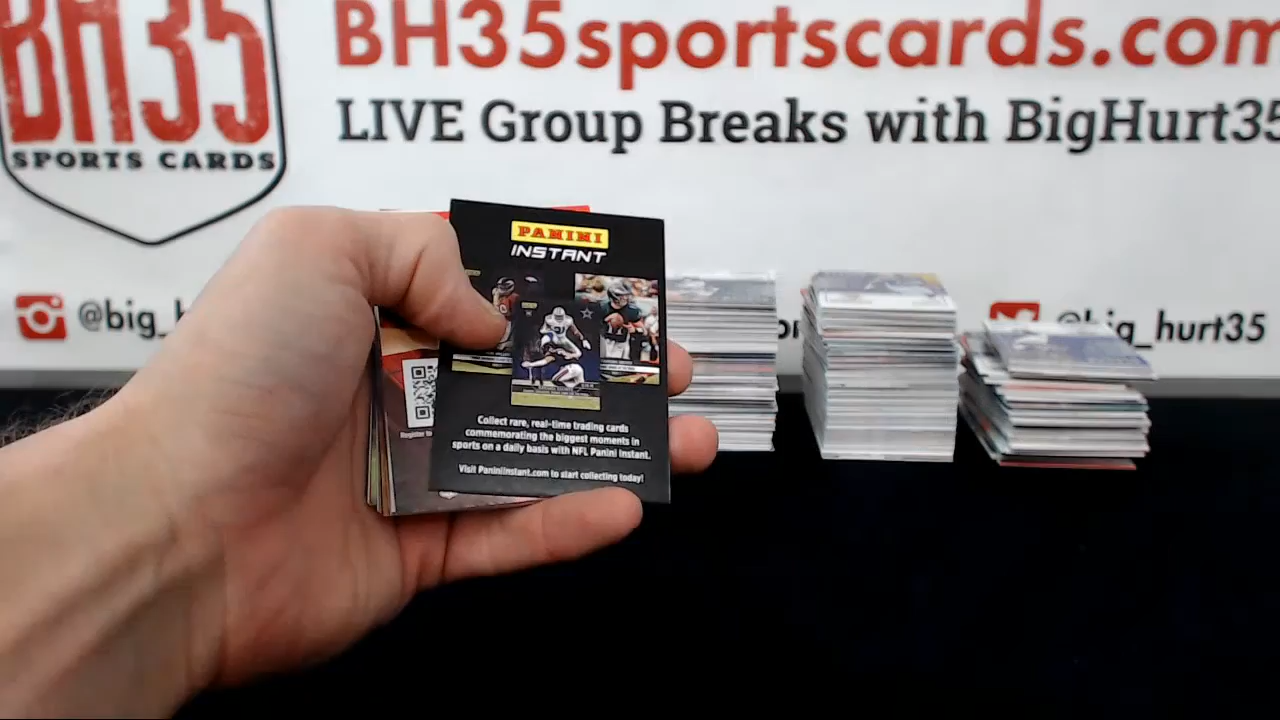 BH35
SPORTS CARDS
BH35sportscards.com
LIVE Group Breaks with BigHurt35
@big_
big_hurt35
PANINI
INSTANT
Collect rare, real-time trading cards
commemorating the biggest moments in
sports on a daily basis with NFL Panini Instant.
Visit PaniniInstant.com to start collecting today!
Register